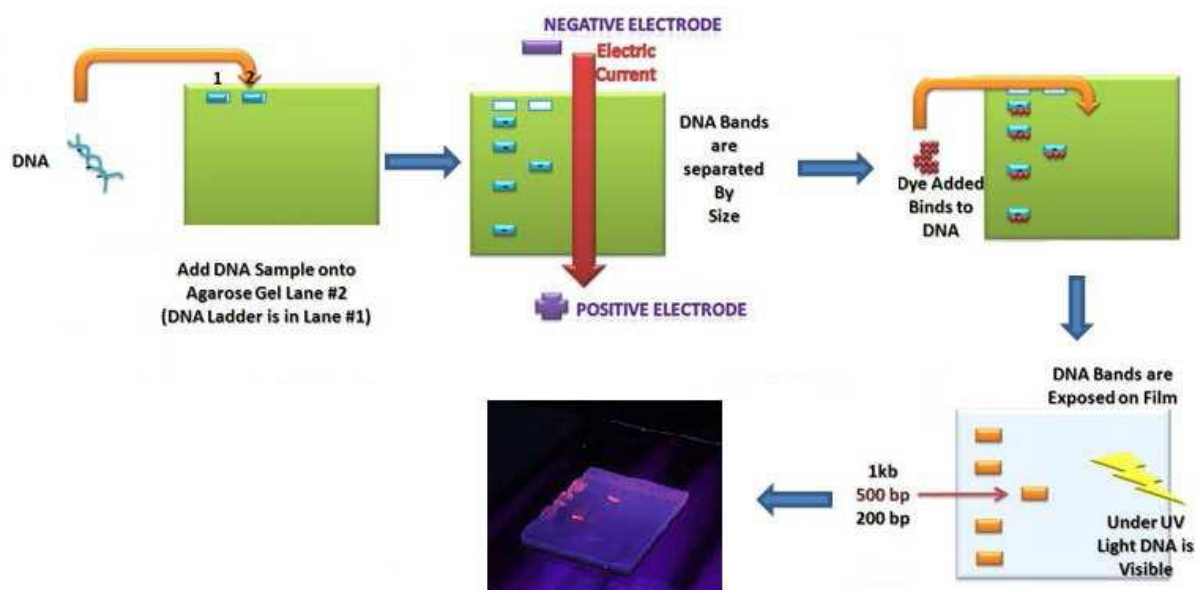 DNA
1 2
Add DNA Sample onto
Agarose Gel Lane #2
(DNA Ladder is in Lane #1)
NEGATIVE ELECTRODE
Electric
Current
POSITIVE ELECTRODE
DNA Bands
are
separated
By
Size
Dye Added
Binds to
DNA
DNA Bands are
Exposed on Film
1kb
500 bp
200 bp
Under UV
Light DNA is
Visible